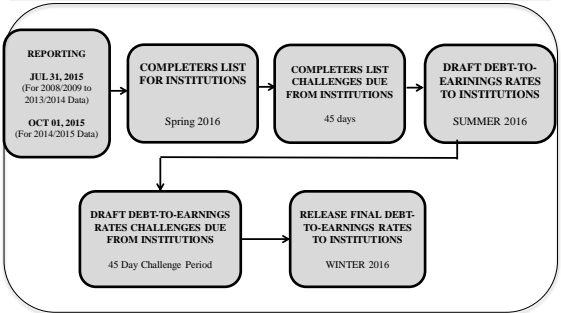 REPORTING
JUL 31, 2015
(For 2008/2009 to
2013/2014 Data)
OCT 01, 2015
(For 2014/2015 Data)
COMPLETERS LIST
FOR INSTITUTIONS
Spring 2016
COMPLETERS LIST
CHALLENGES DUE
FROM INSTITUTIONS
45 days
DRAFT DEBT-TO-
EARININGS RATES
TO INSTITUTIONS
SUMMER 2016
DRAFT DEBT-TO-EARNINGS
RATES CHALLENGES DUE
FROM INSTITUTIONS
45 Day Challenge Period
RELEASE FINAL DEBT-
TO-EARNINGS RATES
TO INSTITUTIONS
WINTER 2016